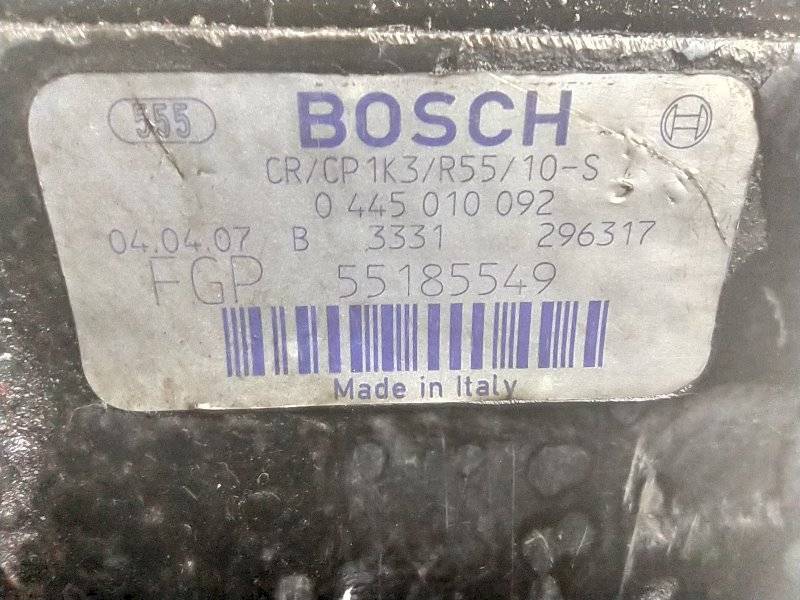 555 BOSCH
CR/CP1K3/R55/10-S
0 445 010 092
04.04.07 B 3331 296317
FGP 55185549
Made in Italy